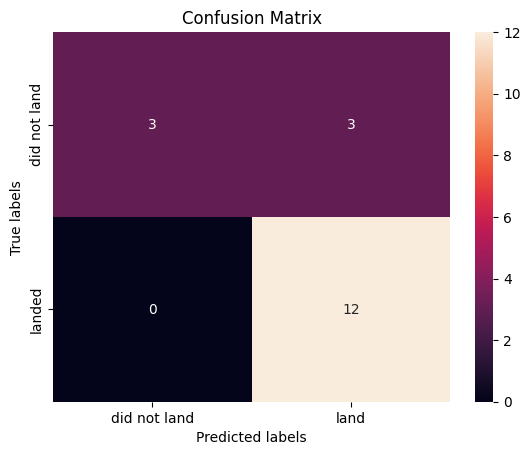 Confusion Matrix
True labels
did not land
landed
3 3
0 12
did not land land
Predicted labels
12
10
8
6
4
2
0